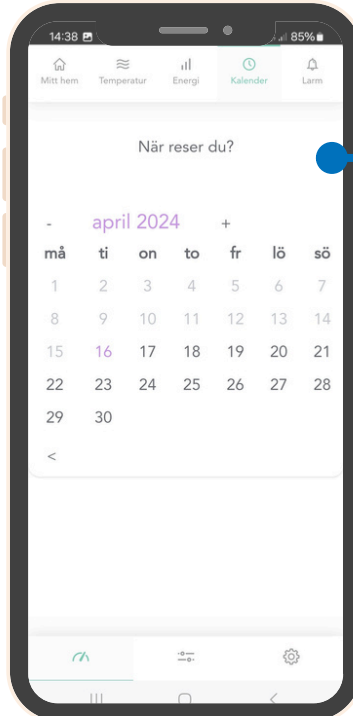 14:38 85%
Mitt hem Temperatur Energi Kalender Larm
När reser du?
- april 2024 +
må ti on to fr lö sö
1 2 3 4 5 6 7
8 9 10 11 12 13 14
15 16 17 18 19 20 21
22 23 24 25 26 27 28
29 30
<